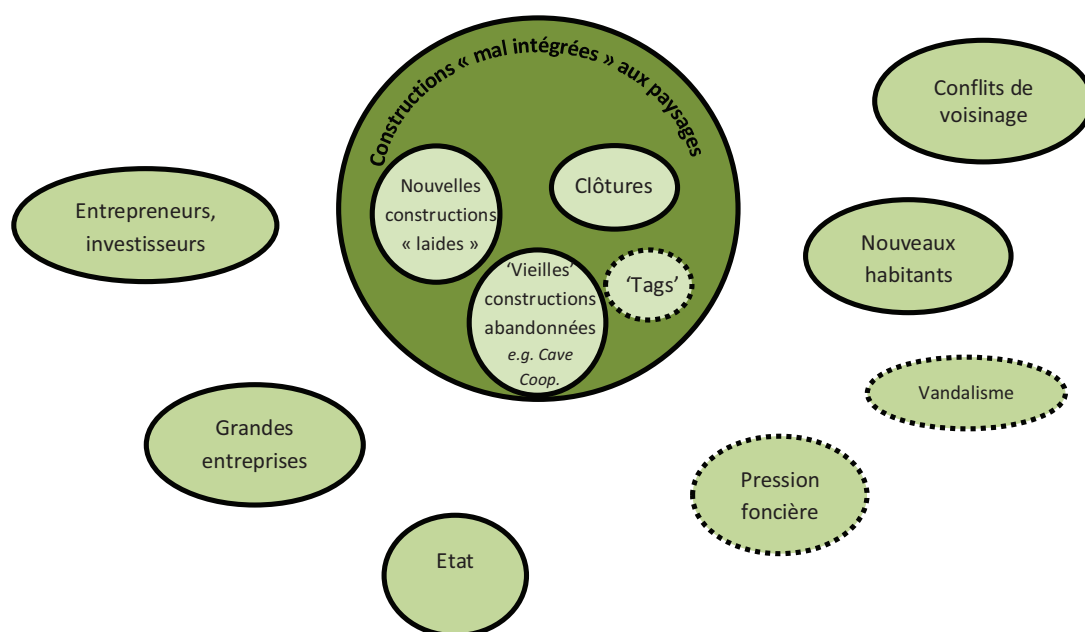 Constructions « mal intégrées » aux paysages
Nouvelles
constructions
« laides »
Clôtures
‘Vieilles’
constructions
abandonnées
e.g. Cave
Coop.
‘Tags’
Conflits de
voisinage
Entrepreneurs,
investisseurs
Nouveaux
habitants
Vandalisme
Grandes
entreprises
Pression
foncière
Etat